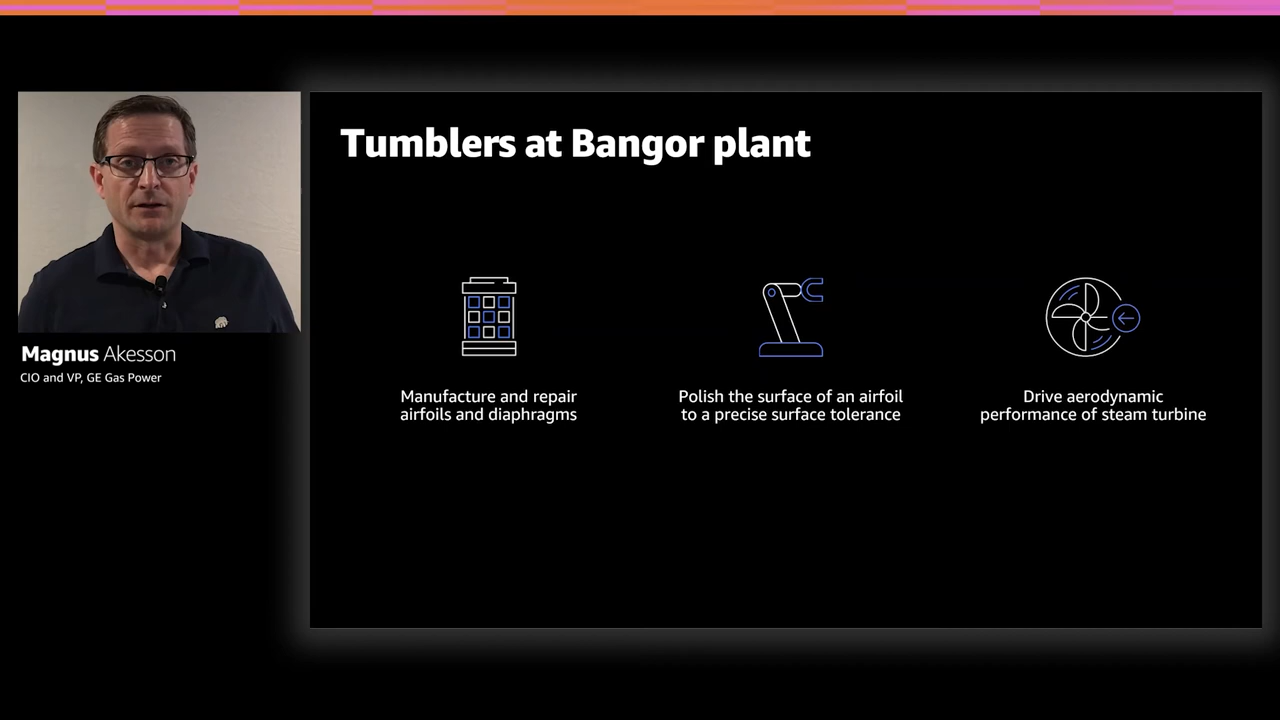 Tumblers at Bangor plant
Magnus Akesson
CIO and VP, GE Gas Power
Manufacture and repair
airfoils and diaphragms
Polish the surface of an airfoil
to a precise surface tolerance
Drive aerodynamic
performance of steam turbine